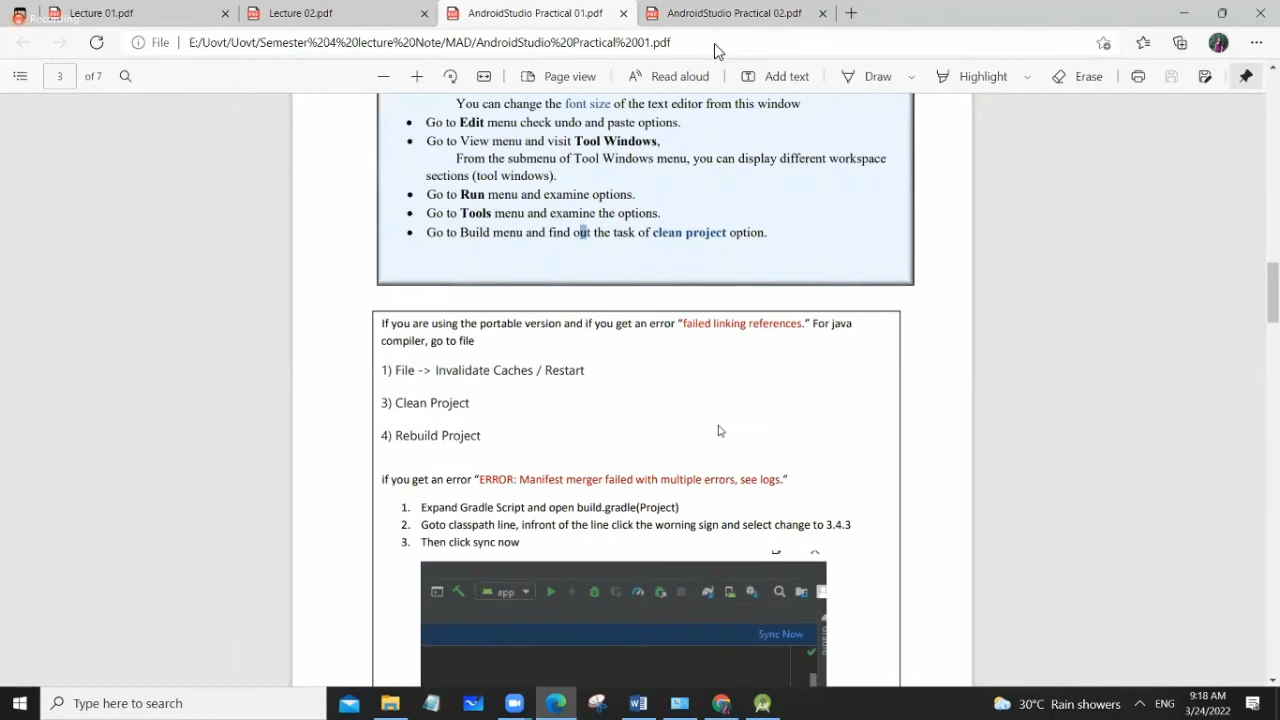 Recording
Lecture 01.pdf
Lecture 02.pdf
AndroidStudio Practical 01.pdf
AndroidStudio Practical 02.pdf
File
E:/Uovt/Uovt/Semester%204%20lecture%20Note/MAD/AndroidStudio%20Practical%2001.pdf
3 of 7
Page view
Read aloud
Add text
Draw
Highlight
Erase
You can change the font size of the text editor from this window
• Go to Edit menu check undo and paste options.
• Go to View menu and visit Tool Windows,
From the submenu of Tool Windows menu, you can display different workspace
sections (tool windows).
• Go to Run menu and examine options.
• Go to Tools menu and examine the options.
• Go to Build menu and find out the task of clean project option.
If you are using the portable version and if you get an error “failed linking references.” For java
compiler, go to file
1) File -> Invalidate Caches / Restart
3) Clean Project
4) Rebuild Project
if you get an error “ERROR: Manifest merger failed with multiple errors, see logs.”
1. Expand Gradle Script and open build.gradle(Project)
2. Goto classpath line, infront of the line click the worning sign and select change to 3.4.3
3. Then click sync now
app
Sync Now
Type here to search
30°C Rain showers
ENG
9:18 AM
3/24/2022